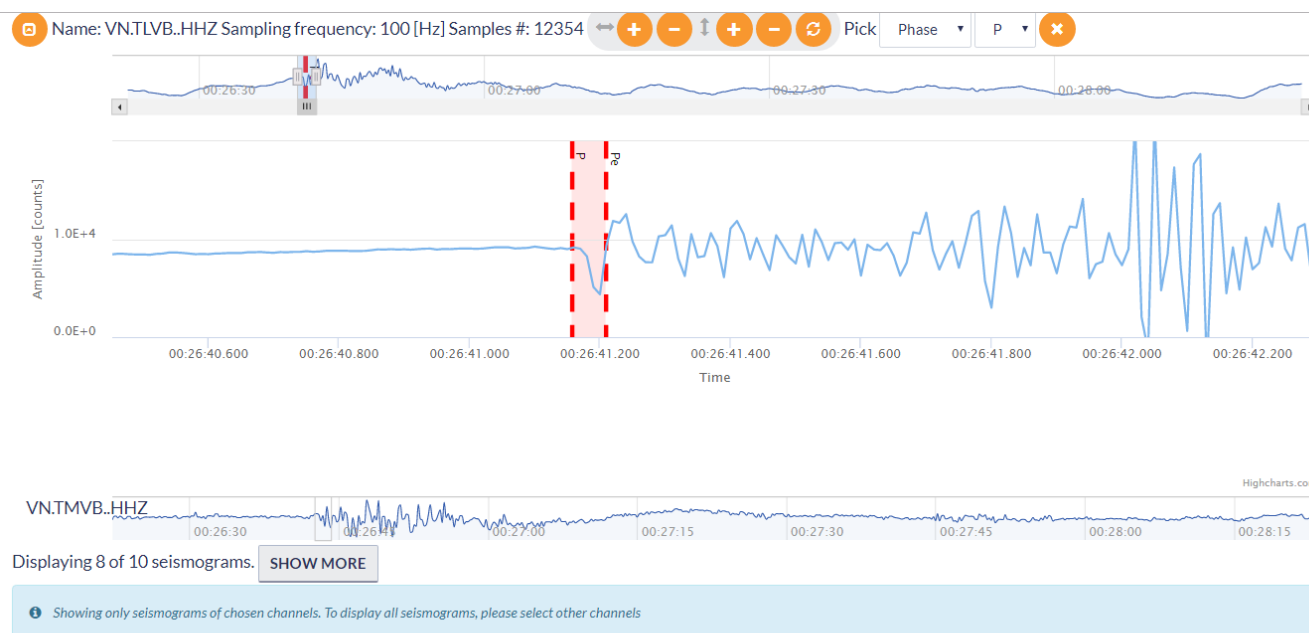 Name: VN.TLVB..HHZ Sampling frequency: 100 [Hz] Samples #: 12354 Pick Phase P
00:26:30 00:27:00 00:27:30 00:28:00
P Pe
Amplitude [counts]
1.0E+4
0.0E+0
00:26:40.600 00:26:40.800 00:26:41.000 00:26:41.200 00:26:41.400 00:26:41.600 00:26:41.800 00:26:42.000 00:26:42.200
Time
Highcharts.co
VN.TMVB..HHZ
00:26:30 00:26:45 00:27:00 00:27:15 00:27:30 00:27:45 00:28:00 00:28:15
Displaying 8 of 10 seismograms. SHOW MORE
Showing only seismograms of chosen channels. To display all seismograms, please select other channels